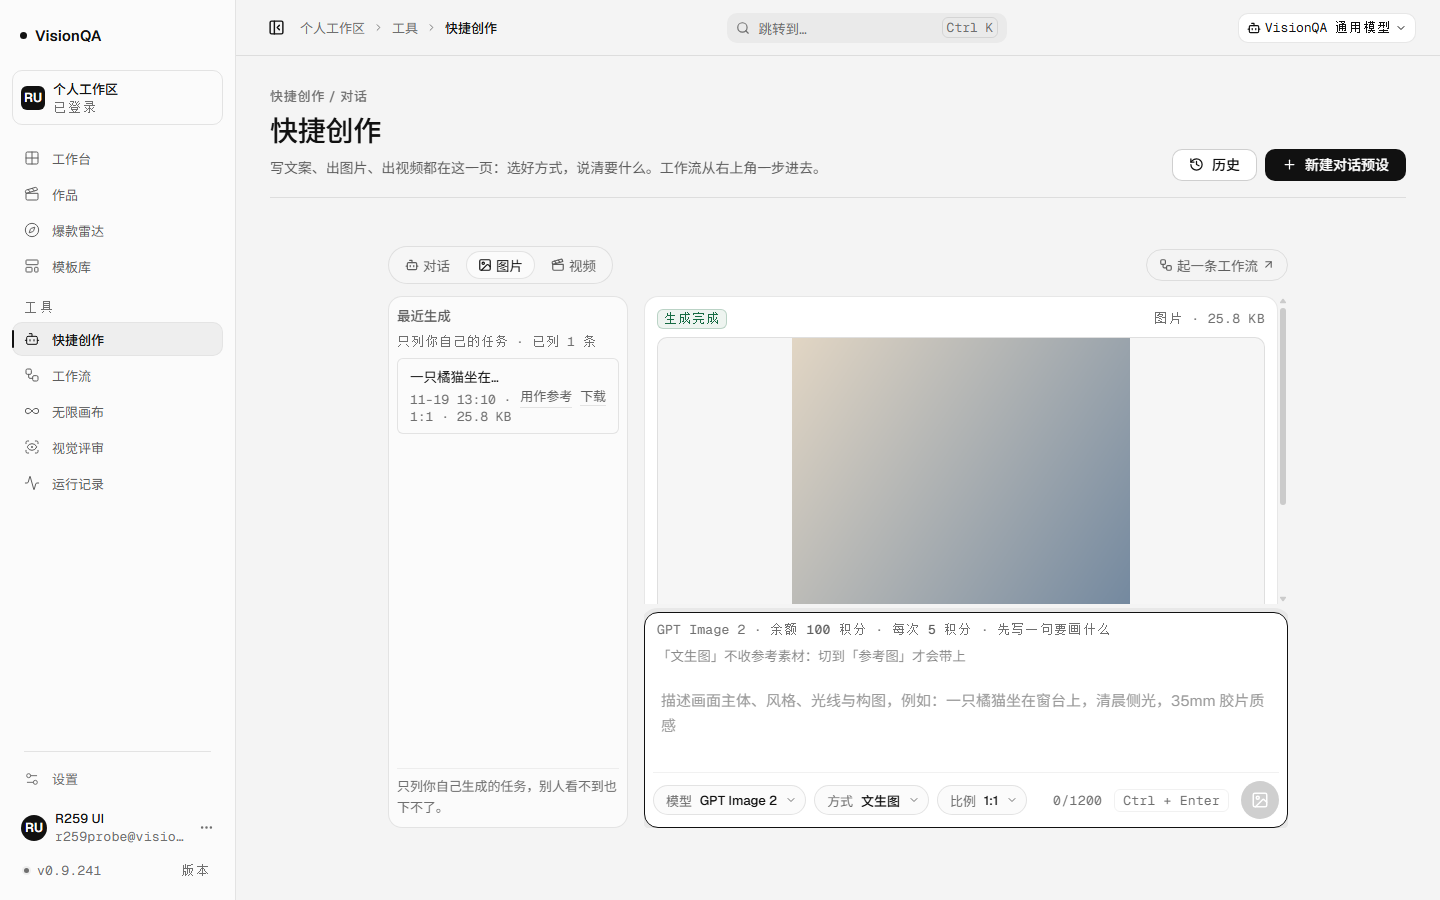 VisionQA
RU
个人工作区
已登录
工作台
作品
爆款雷达
模板库
工具
快捷创作
工作流
无限画布
视觉评审
运行记录
设置
RU
R259 UI
r259probe@visio…
v0.9.241
版本
个人工作区
工具
快捷创作
跳转到…
Ctrl K
VisionQA 通用模型
快捷创作 / 对话
快捷创作
写文案、出图片、出视频都在这一页：选好方式，说清要什么。工作流从右上角一步进去。
历史
新建对话预设
对话
图片
视频
起一条工作流
最近生成
只列你自己的任务 · 已列 1 条
一只橘猫坐在…
11-19 13:10 ·
1:1 · 25.8 KB
用作参考
下载
只列你自己生成的任务，别人看不到也
下不了。
生成完成
图片 · 25.8 KB
GPT Image 2 · 余额 100 积分 · 每次 5 积分 · 先写一句要画什么
「文生图」不收参考素材：切到「参考图」才会带上
描述画面主体、风格、光线与构图，例如：一只橘猫坐在窗台上，清晨侧光，35mm 胶片质
感
模型 GPT Image 2
方式 文生图
比例 1:1
0/1200
Ctrl + Enter